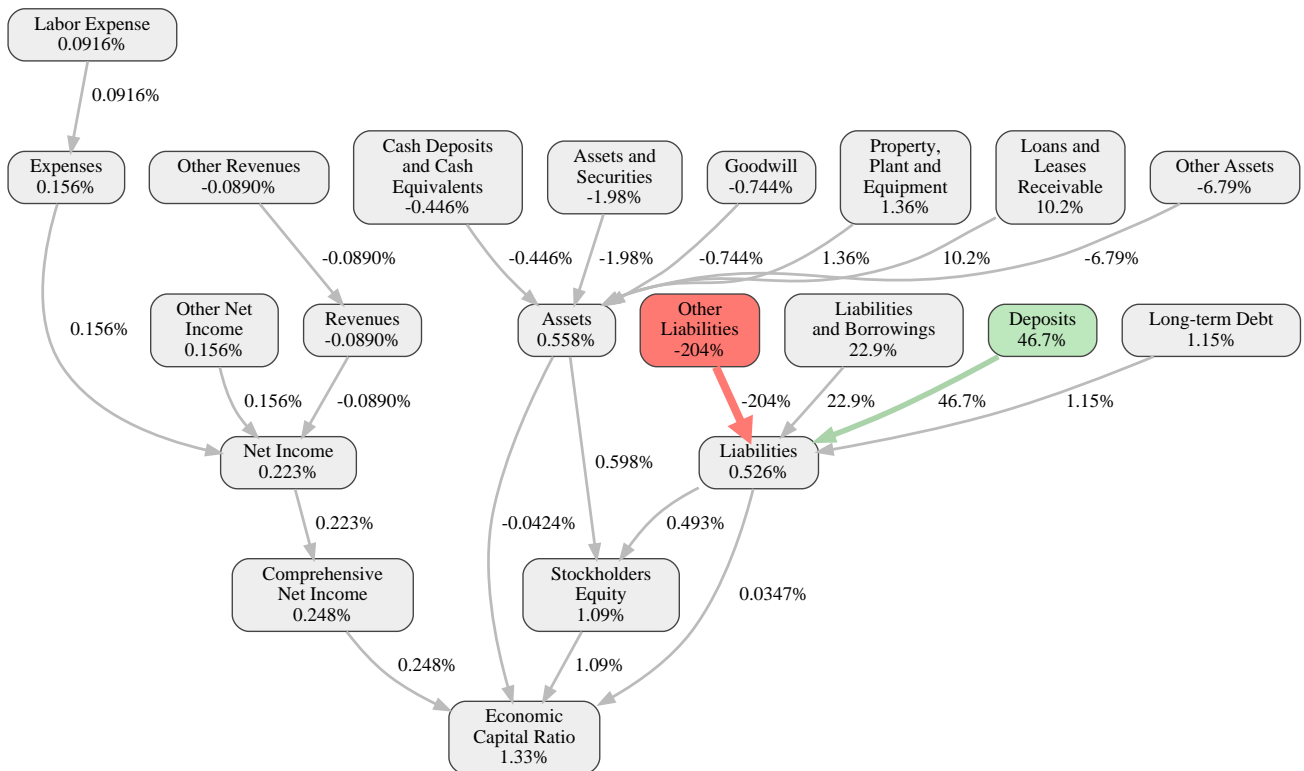 Labor Expense
0.0916%
0.0916%
Expenses
0.156%
Other Revenues
-0.0890%
Cash Deposits
and Cash
Equivalents
-0.446%
Assets and
Securities
-1.98%
Goodwill
-0.744%
Property,
Plant and
Equipment
1.36%
Loans and
Leases
Receivable
10.2%
Other Assets
-6.79%
-0.0890%
-0.446%
-1.98%
-0.744%
1.36%
10.2%
-6.79%
0.156%
Other Net
Income
0.156%
Revenues
-0.0890%
Assets
0.558%
Other
Liabilities
-204%
Liabilities
and Borrowings
22.9%
Deposits
46.7%
Long-term Debt
1.15%
0.156%
-0.0890%
-204%
22.9%
46.7%
1.15%
Net Income
0.223%
Liabilities
0.526%
0.598%
0.223%
-0.0424%
0.493%
Comprehensive
Net Income
0.248%
Stockholders
Equity
1.09%
0.0347%
0.248%
1.09%
Economic
Capital Ratio
1.33%